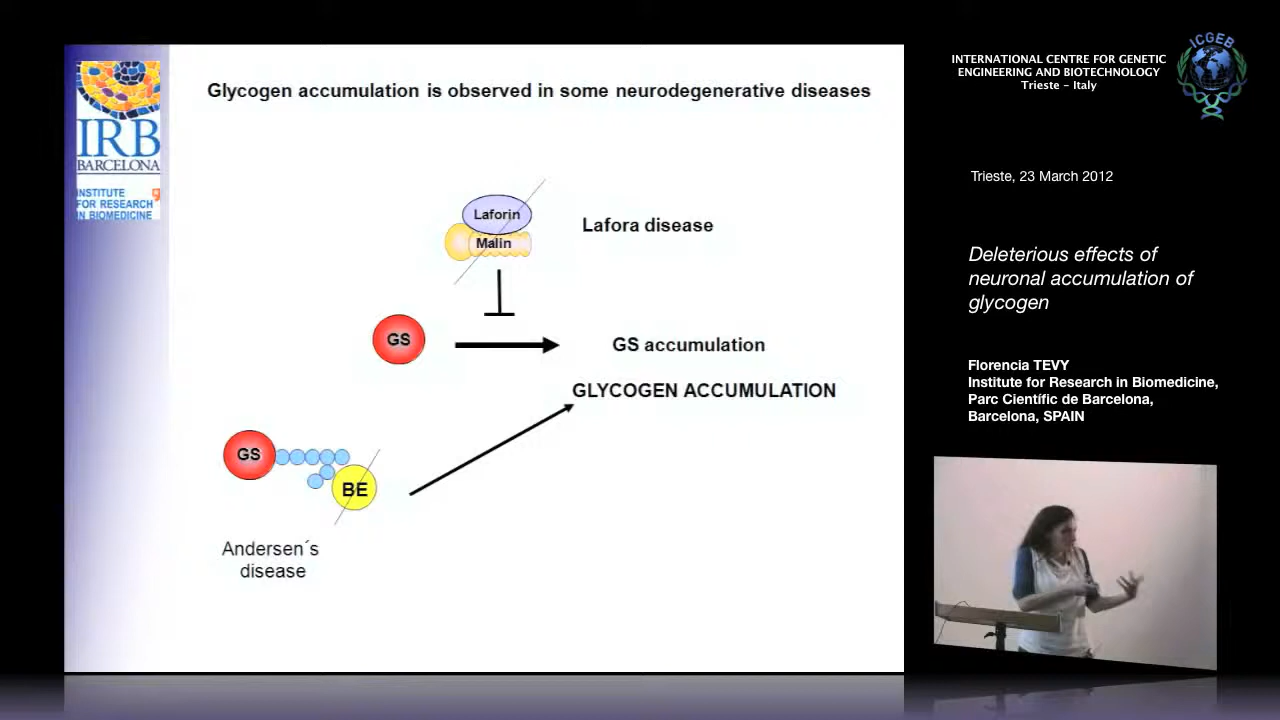 Glycogen accumulation is observed in some neurodegenerative diseases
IRB
BARCELONA
INSTITUTE
FOR RESEARCH
IN BIOMEDICINE
Laforin
Malin
Lafora disease
GS
GS accumulation
GLYCOGEN ACCUMULATION
GS
BE
Andersen´s
disease
INTERNATIONAL CENTRE FOR GENETIC
ENGINEERING AND BIOTECHNOLOGY
Trieste - Italy
ICGEB
Trieste, 23 March 2012
Deleterious effects of
neuronal accumulation of
glycogen
Florencia TEVY
Institute for Research in Biomedicine,
Parc Científic de Barcelona,
Barcelona, SPAIN